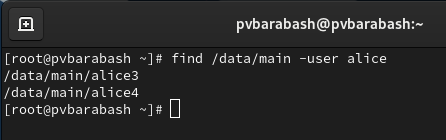 pvbarabash@pvbarabash:~
[root@pvbarabash ~]# find /data/main -user alice
/data/main/alice3
/data/main/alice4
[root@pvbarabash ~]#